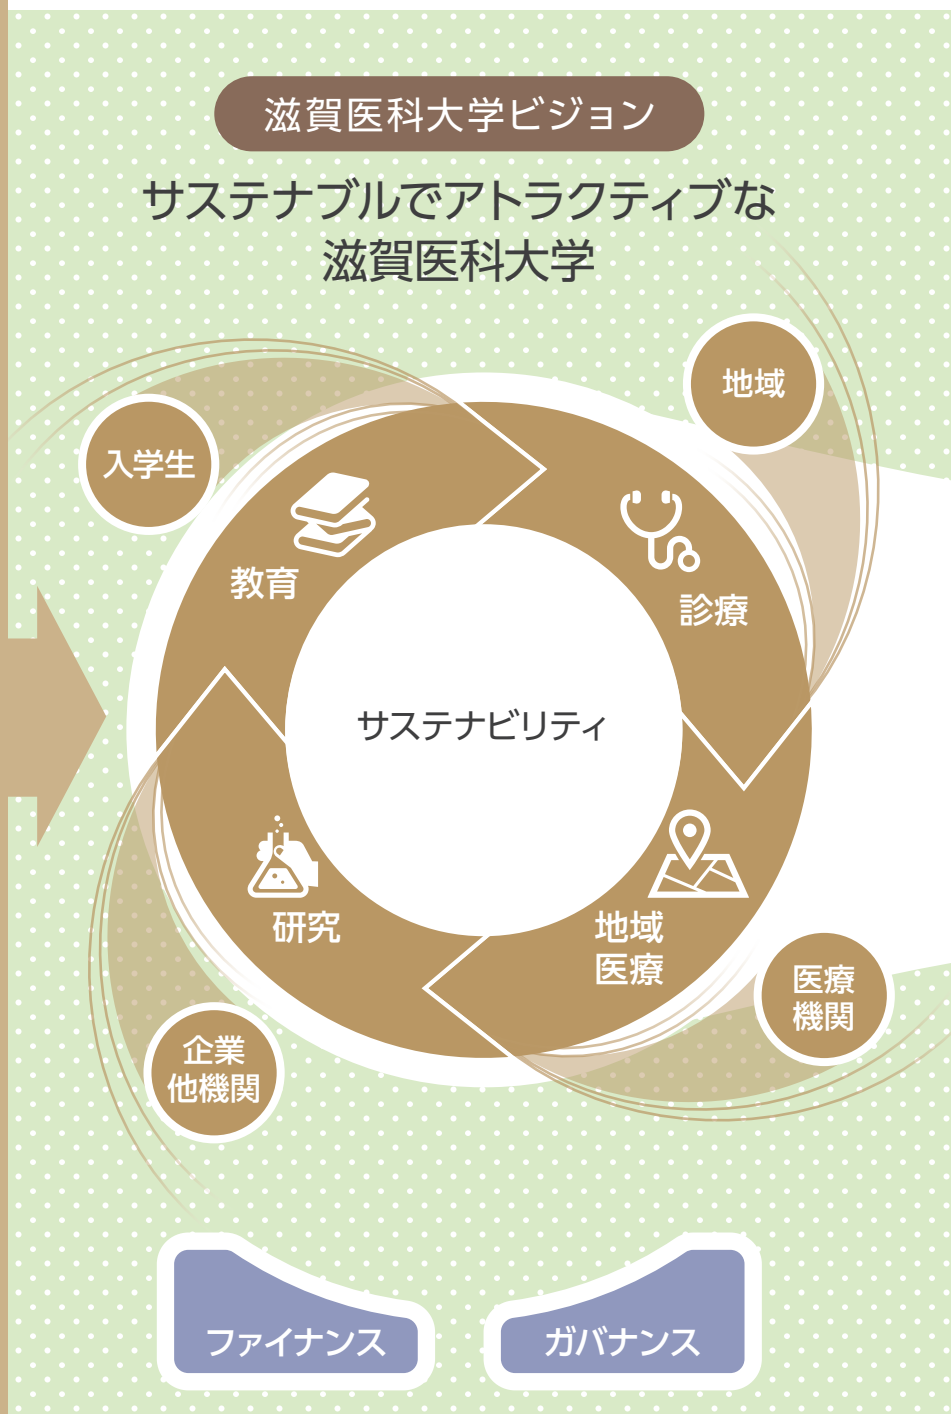 滋賀医科大学ビジョン
サステナブルでアトラクティブな
滋賀医科大学
地域
入学生
教育
診療
サステナビリティ
研究
地域
医療
医療
機関
企業
他機関
ファイナンス
ガバナンス